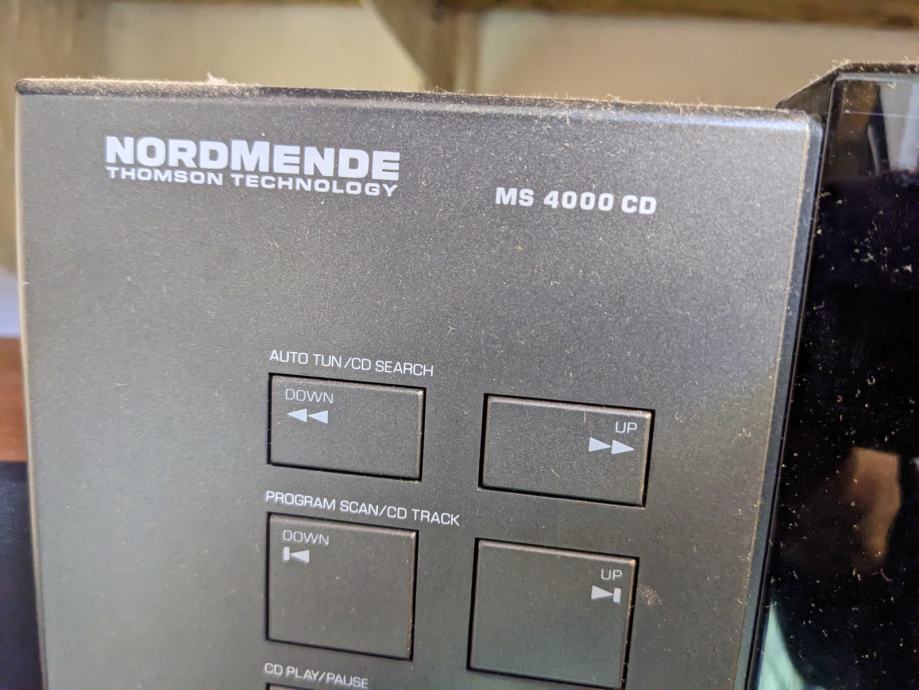 NORDMENDE
THOMSON TECHNOLOGY
MS 4000 CD
AUTO TUN/CD SEARCH
DOWN
UP
PROGRAM SCAN/CD TRACK
DOWN
UP
CD PLAY/PAUSE